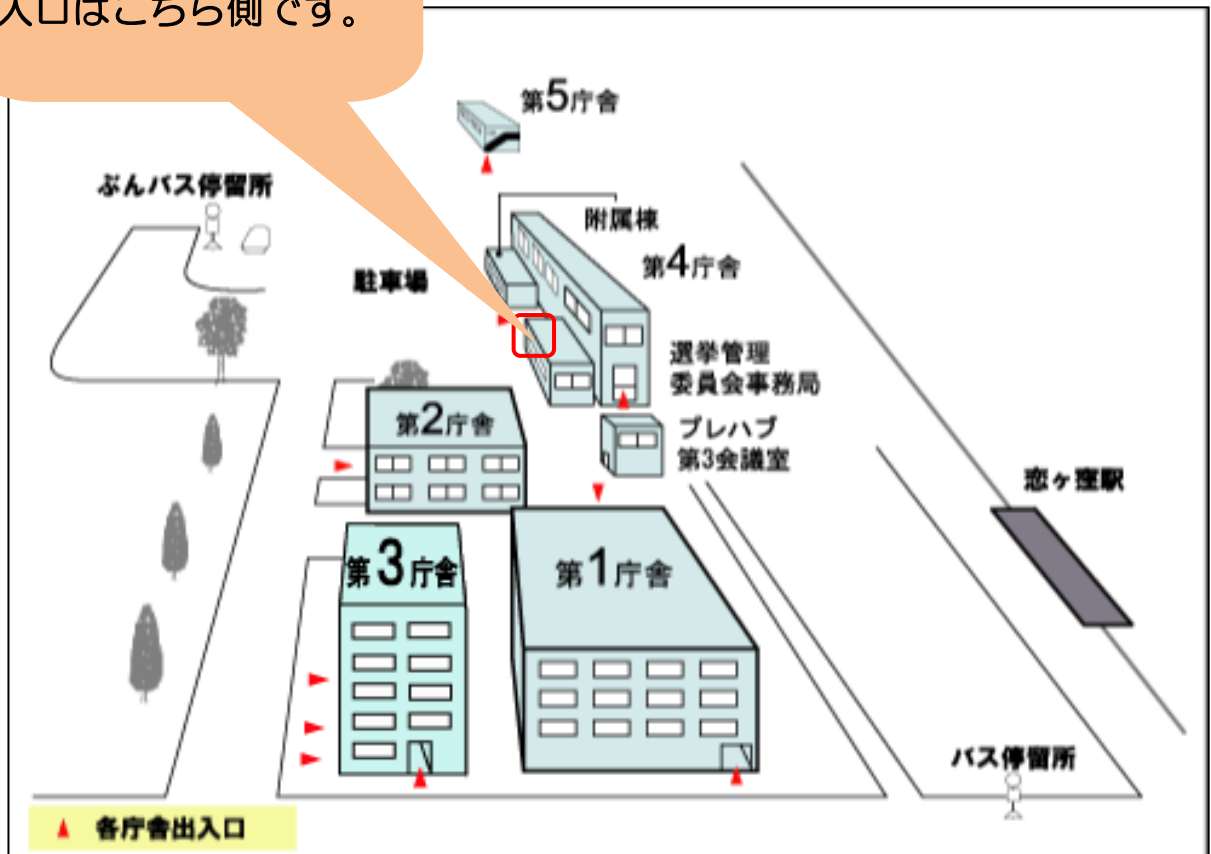 入口はこちら側です。
第5庁舎
ぶんバス停留所
附属棟
第4庁舎
駐車場
選挙管理
委員会事務局
第2庁舎
プレハブ
第3会議室
恋ヶ窪駅
第3庁舎
第1庁舎
バス停留所
各庁舎出入口